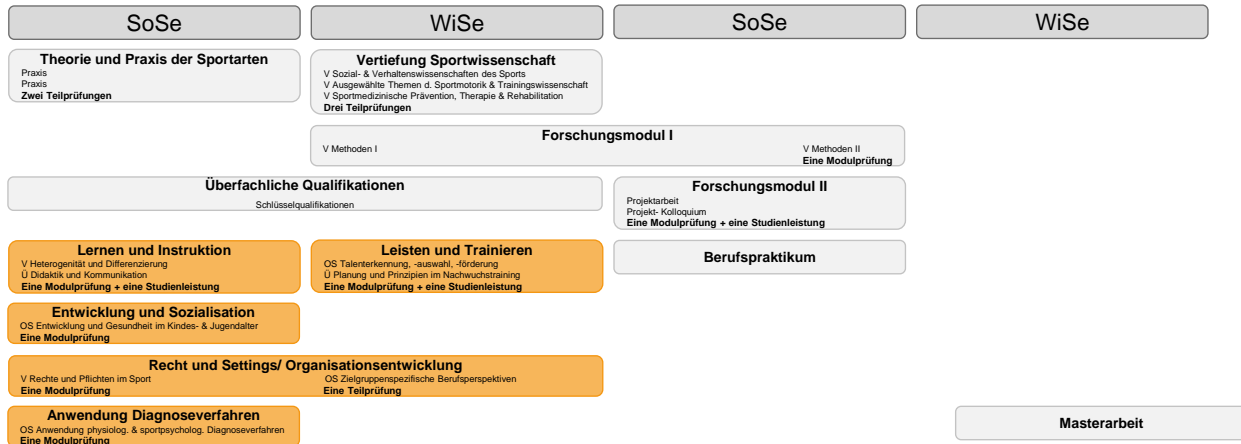 SoSe
WiSe
SoSe
WiSe
Theorie und Praxis der Sportarten
Praxis
Praxis
Zwei Teilprüfungen
Vertiefung Sportwissenschaft
V Sozial- & Verhaltenswissenschaften des Sports
V Ausgewählte Themen d. Sportmotorik & Trainingswissenschaft
V Sportmedizinische Prävention, Therapie & Rehabilitation
Drei Teilprüfungen
Forschungsmodul I
V Methoden I
V Methoden II
Eine Modulprüfung
Überfachliche Qualifikationen
Schlüsselqualifikationen
Forschungsmodul II
Projektarbeit
Projekt- Kolloquium
Eine Modulprüfung + eine Studienleistung
Lernen und Instruktion
V Heterogenität und Differenzierung
Ü Didaktik und Kommunikation
Eine Modulprüfung + eine Studienleistung
Leisten und Trainieren
OS Talenterkennung, -auswahl, -förderung
Ü Planung und Prinzipien im Nachwuchstraining
Eine Modulprüfung + eine Studienleistung
Berufspraktikum
Entwicklung und Sozialisation
OS Entwicklung und Gesundheit im Kindes- & Jugendalter
Eine Modulprüfung
Recht und Settings/ Organisationsentwicklung
V Rechte und Pflichten im Sport
Eine Modulprüfung
OS Zielgruppenspezifische Berufsperspektiven
Eine Teilprüfung
Anwendung Diagnoseverfahren
OS Anwendung physiolog. & sportpsycholog. Diagnoseverfahren
Eine Modulprüfung
Masterarbeit